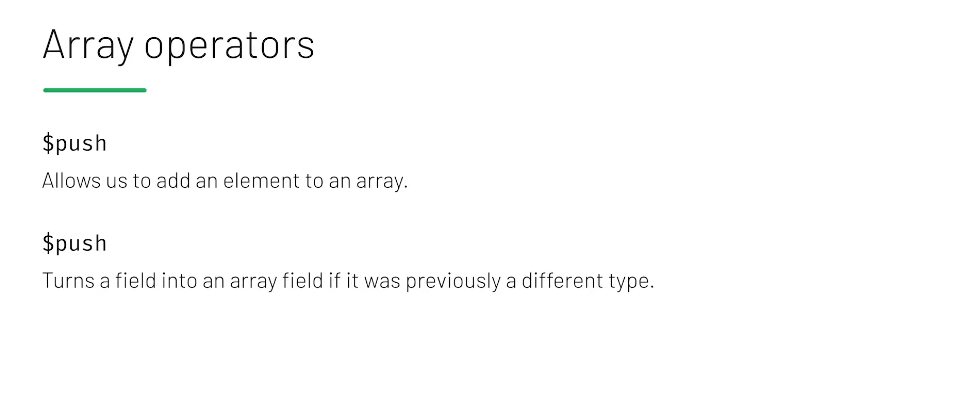 Array operators
$push
Allows us to add an element to an array.
$push
Turns a field into an array field if it was previously a different type.